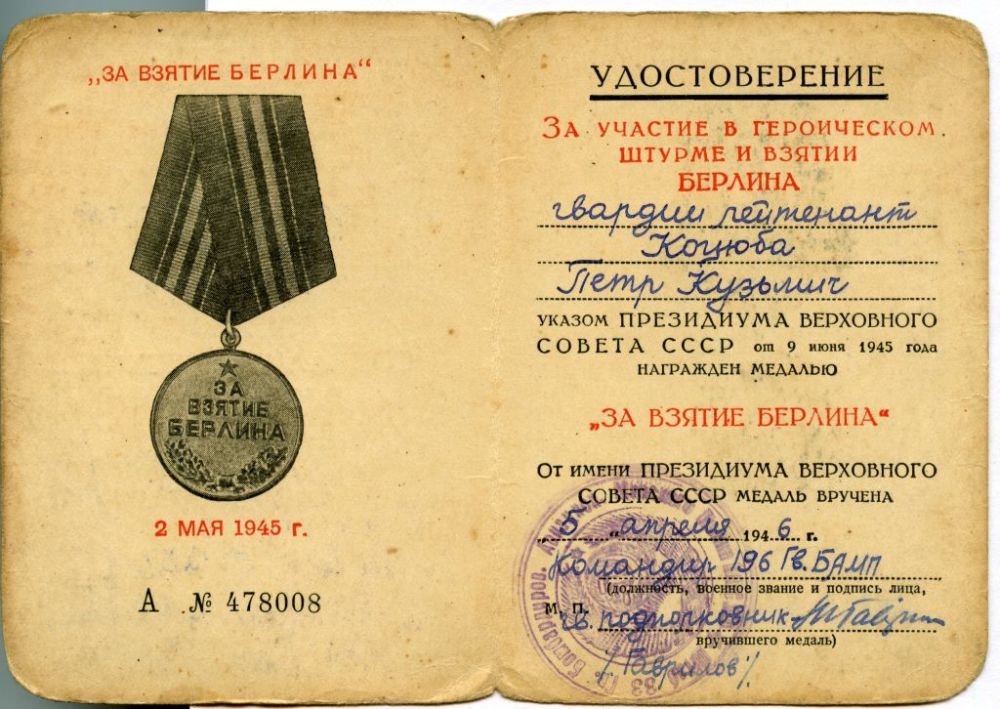 „ЗА ВЗЯТИЕ БЕРЛИНА“
ЗА
ВЗЯТИЕ
БЕРЛИНА
2 МАЯ 1945 г.
А № 478008
УДОСТОВЕРЕНИЕ
ЗА УЧАСТИЕ В ГЕРОИЧЕСКОМ
ШТУРМЕ И ВЗЯТИИ
БЕРЛИНА
гвардии лейтенант
Коцюба
Петр Кузьмич
УКАЗОМ ПРЕЗИДИУМА ВЕРХОВНОГО
СОВЕТА СССР от 9 июня 1945 года
НАГРАЖДЕН МЕДАЛЬЮ
„ЗА ВЗЯТИЕ БЕРЛИНА“
ОТ ИМЕНИ ПРЕЗИДИУМА ВЕРХОВНОГО
СОВЕТА СССР МЕДАЛЬ ВРУЧЕНА
„5“ апреля 1946 г.
Командир 196 Гв. БАМП
(должность, военное звание и подпись лица,
М. П.
Гв. подполковник
вручившего медаль)
/Гаврилов/